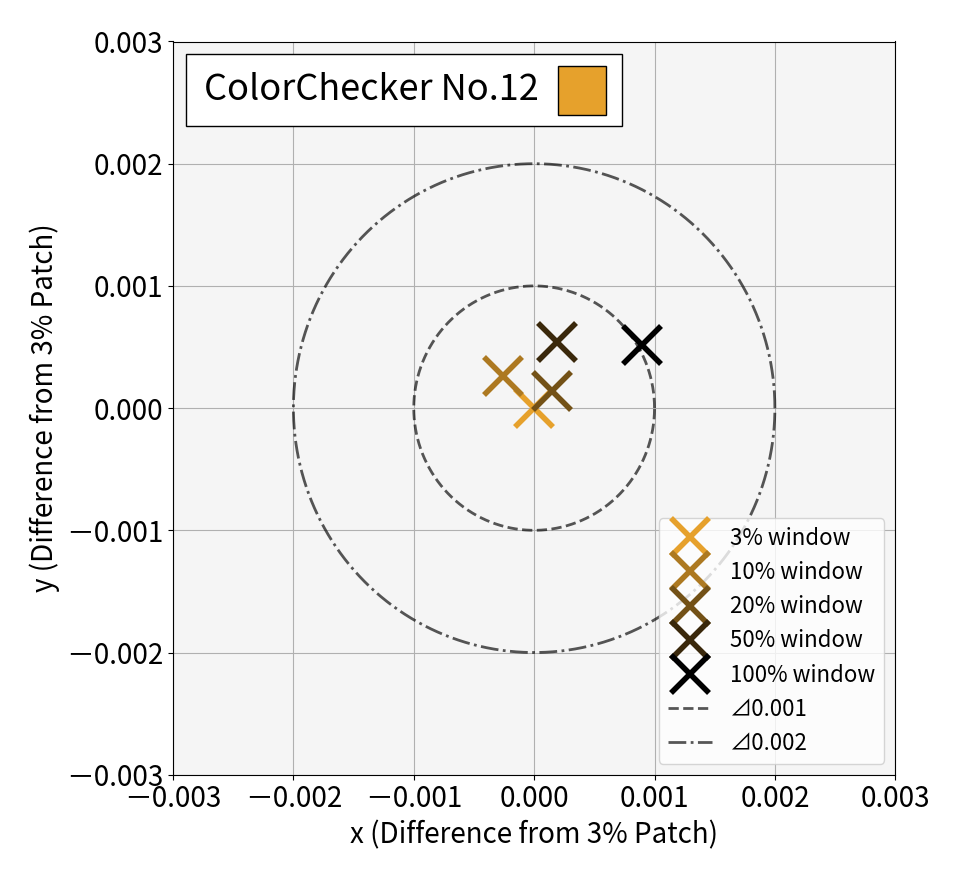 ColorChecker No.12
0.003
0.002
0.001
0.000
−0.001
−0.002
−0.003
y (Difference from 3% Patch)
3% window
10% window
20% window
50% window
100% window
⊿0.001
⊿0.002
−0.003 −0.002 −0.001 0.000 0.001 0.002 0.003
x (Difference from 3% Patch)